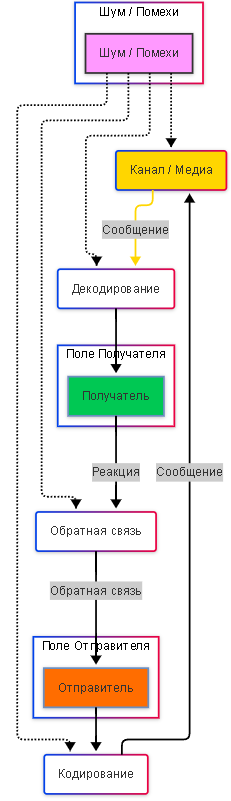 Шум / Помехи
Шум / Помехи
Канал / Медиа
Сообщение
Декодирование
Поле Получателя
Получатель
Реакция
Сообщение
Обратная связь
Обратная связь
Поле Отправителя
Отправитель
Кодирование